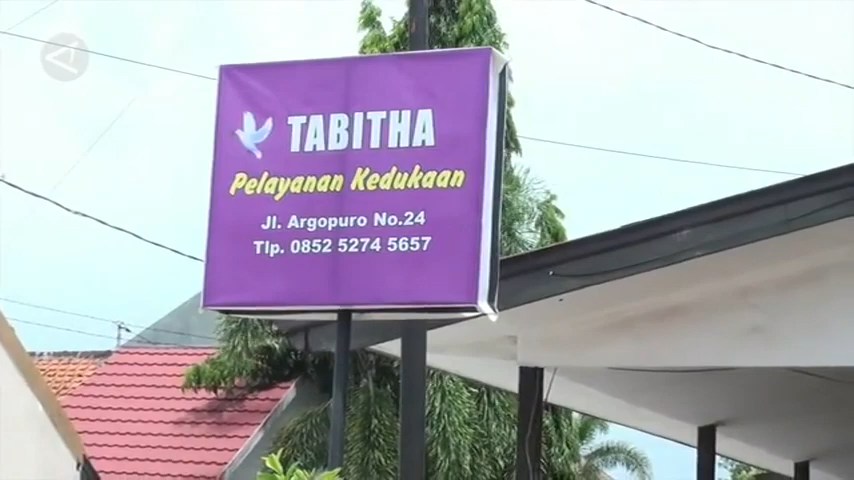 TABITHA
Pelayanan Kedukaan
Jl. Argopuro No.24
Tlp. 0852 5274 5657